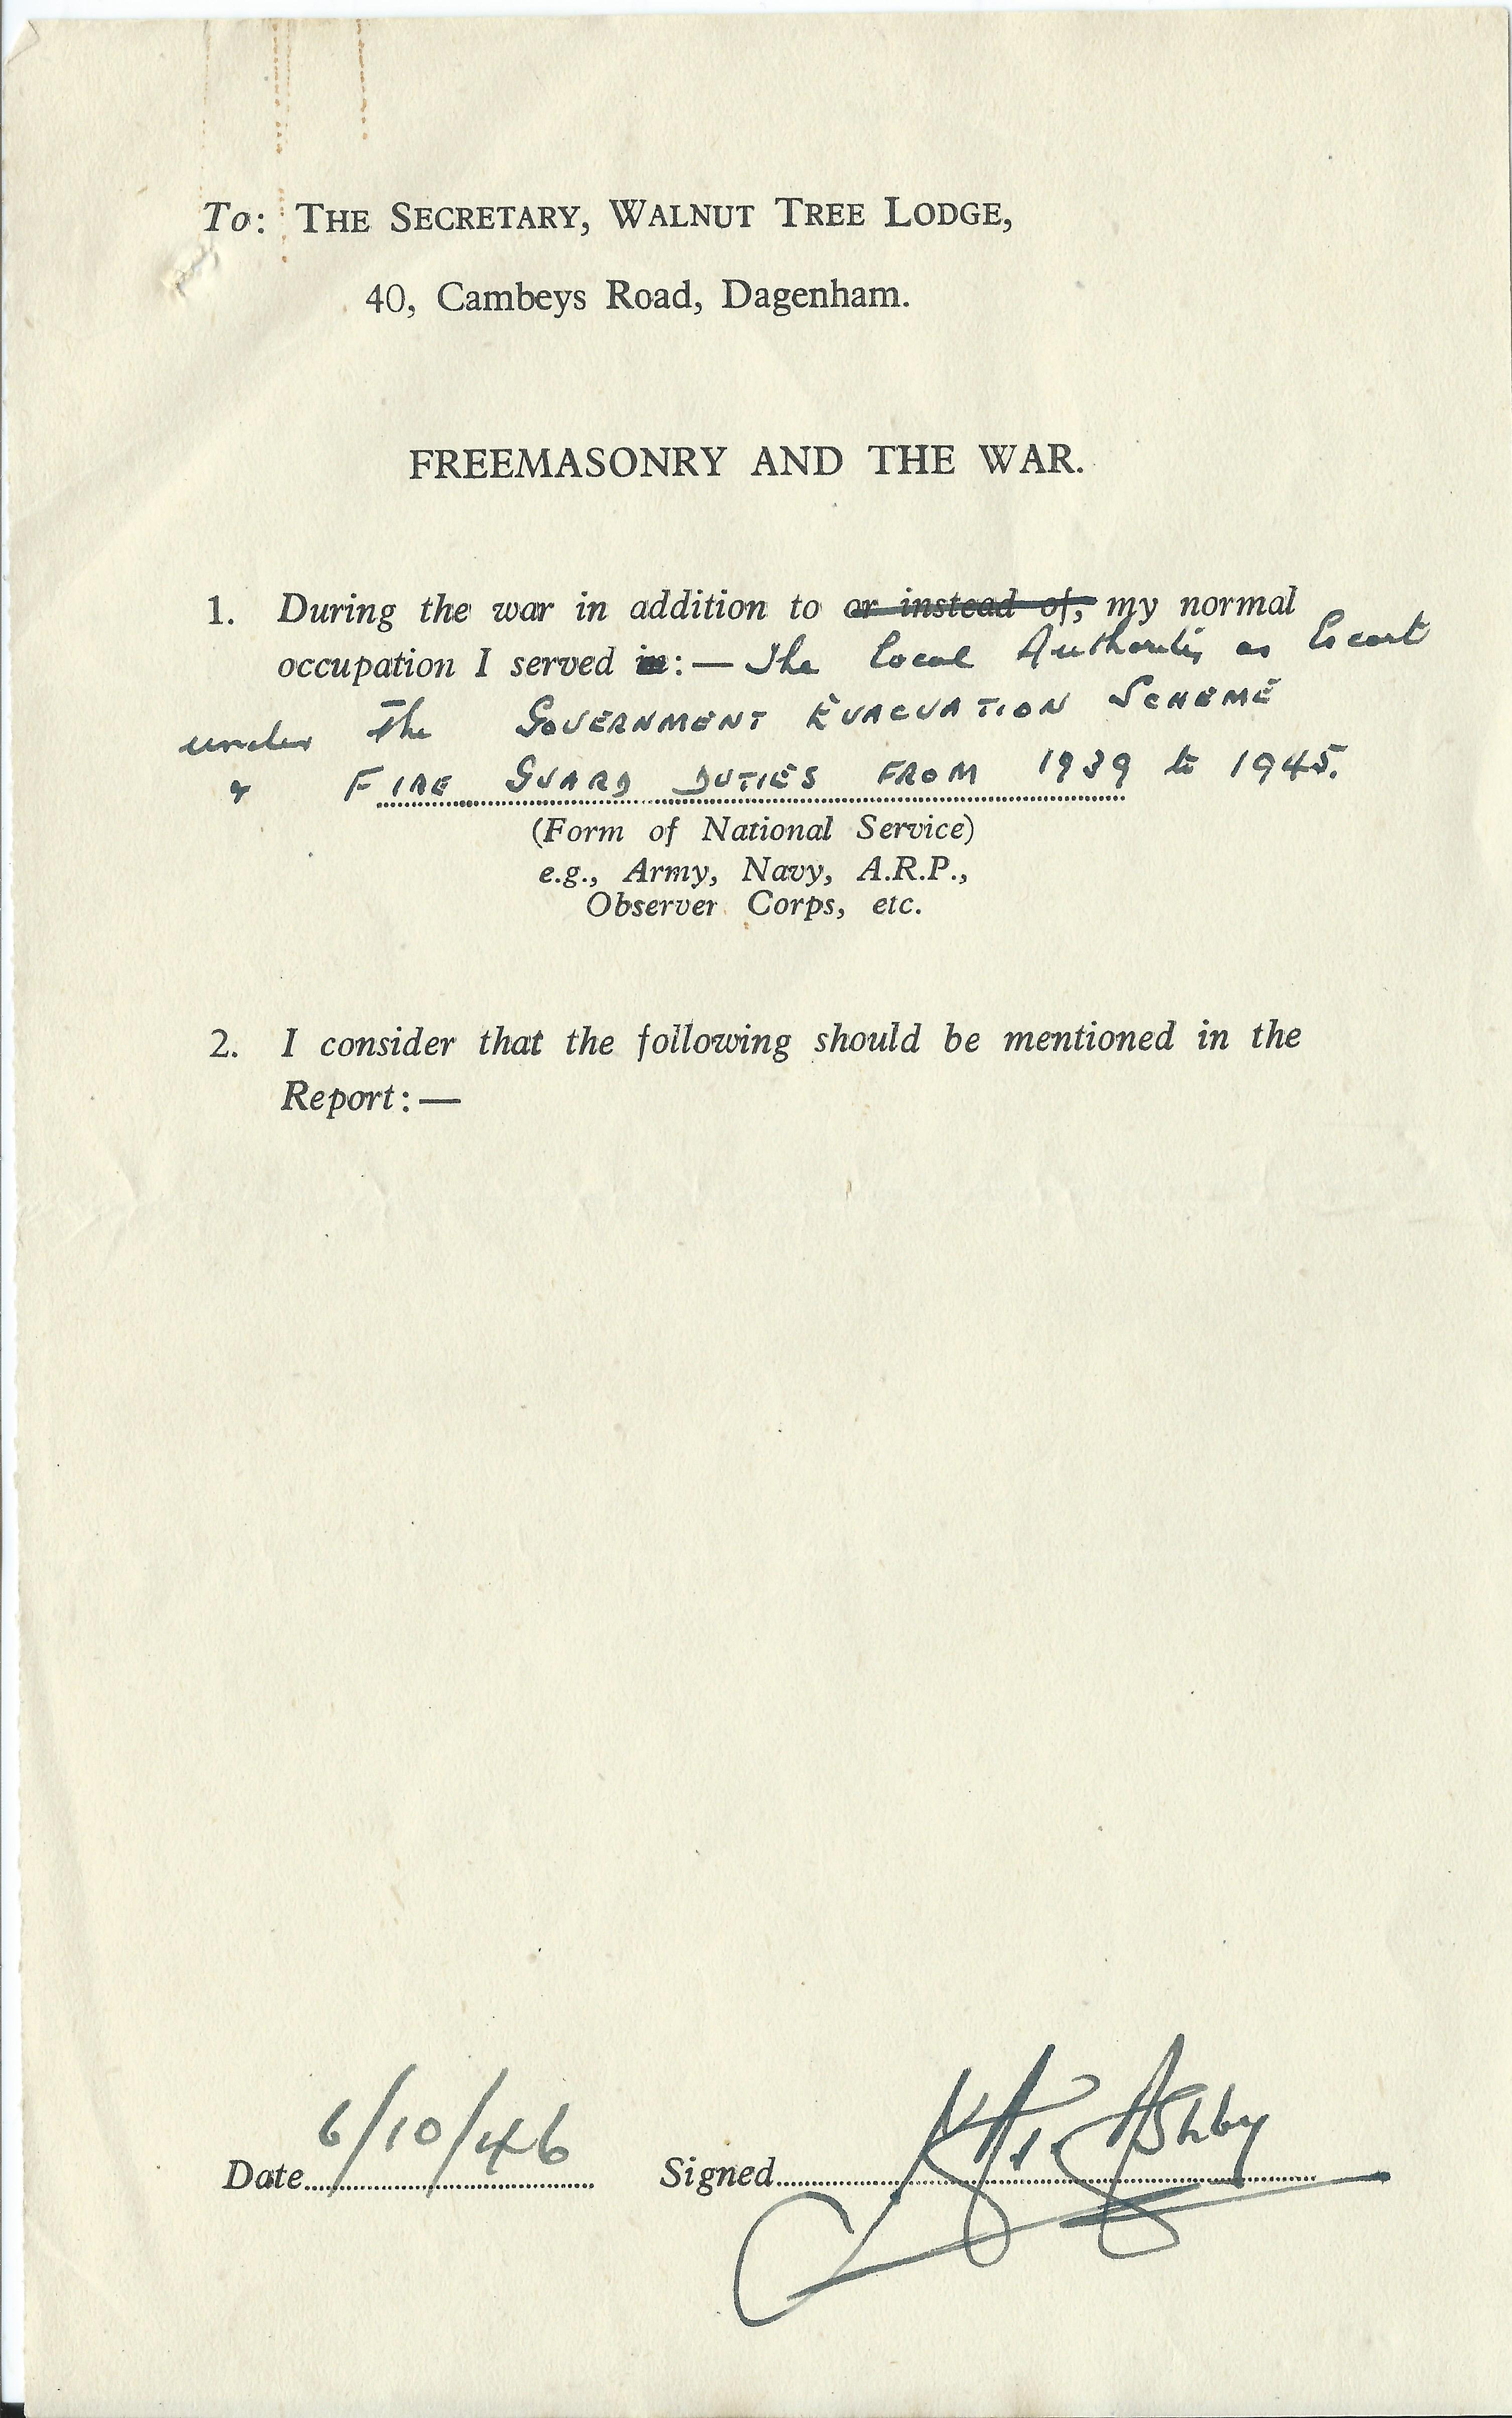 To: THE SECRETARY, WALNUT TREE LODGE,
40, Cambeys Road, Dagenham.
FREEMASONRY AND THE WAR.
1. During the war in addition to or instead of, my normal
occupation I served in:— The Local Authority as Escort
under The GOVERNMENT EVACUATION SCHEME
& FIRE GUARD DUTIES FROM 1939 to 1945.
(Form of National Service)
e.g., Army, Navy, A.R.P.,
Observer Corps, etc.
2. I consider that the following should be mentioned in the
Report:—
Date 6/10/46 Signed Ashby